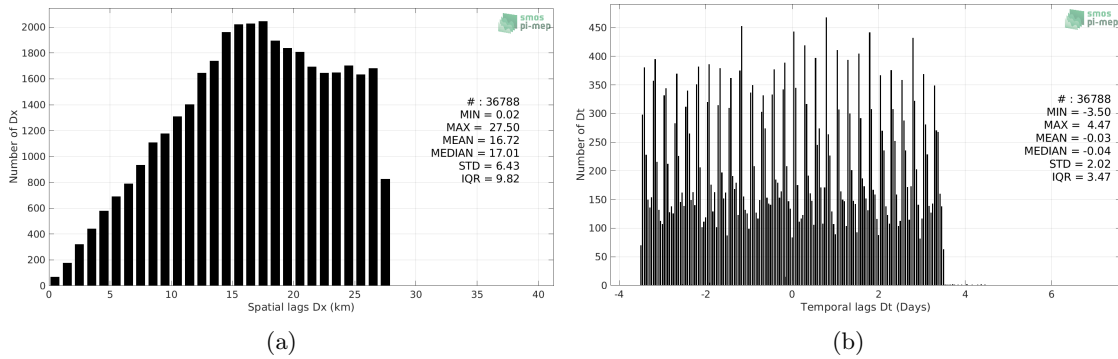 smos
pi-mep
2000
1800
1600
1400
1200
1000
800
600
400
200
0
Number of Dx
# : 36788
MIN = 0.02
MAX = 27.50
MEAN = 16.72
MEDIAN = 17.01
STD = 6.43
IQR = 9.82
0 5 10 15 20 25 30 35 40
Spatial lags Dx (km)
(a)
smos
pi-mep
450
400
350
300
250
200
150
100
50
0
Number of Dt
# : 36788
MIN = -3.50
MAX = 4.47
MEAN = -0.03
MEDIAN = -0.04
STD = 2.02
IQR = 3.47
-4 -2 0 2 4 6
Temporal lags Dt (Days)
(b)